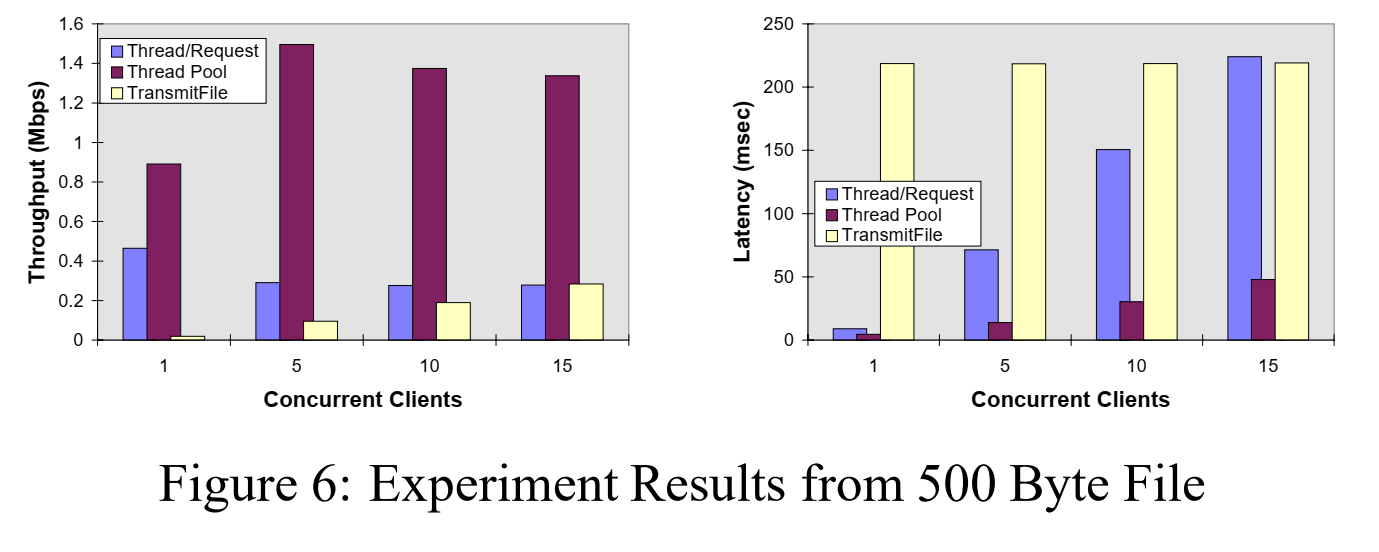 Throughput (Mbps)
1.6
1.4
1.2
1
0.8
0.6
0.4
0.2
0
Thread/Request
Thread Pool
TransmitFile
1 5 10 15
Concurrent Clients
Latency (msec)
250
200
150
100
50
0
Thread/Request
Thread Pool
TransmitFile
1 5 10 15
Concurrent Clients
Figure 6: Experiment Results from 500 Byte File